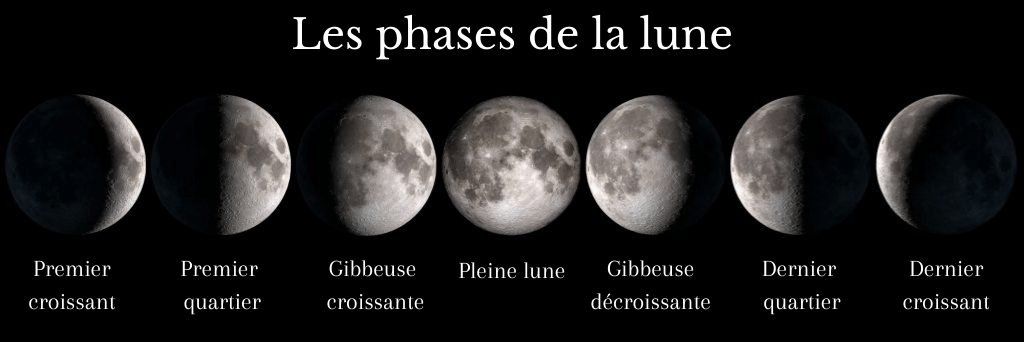 Les phases de la lune
Premier
croissant
Premier
quartier
Gibbeuse
croissante
Pleine lune
Gibbeuse
décroissante
Dernier
quartier
Dernier
croissant